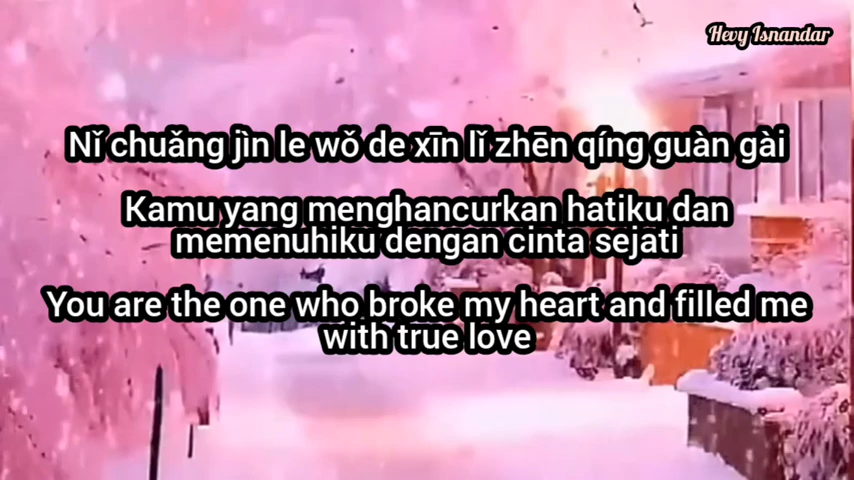 Hevy Isnandar
Nǐ chuǎng jìn le wǒ de xīn lǐ zhēn qíng guàn gài
Kamu yang menghancurkan hatiku dan
memenuhiku dengan cinta sejati
You are the one who broke my heart and filled me
with true love